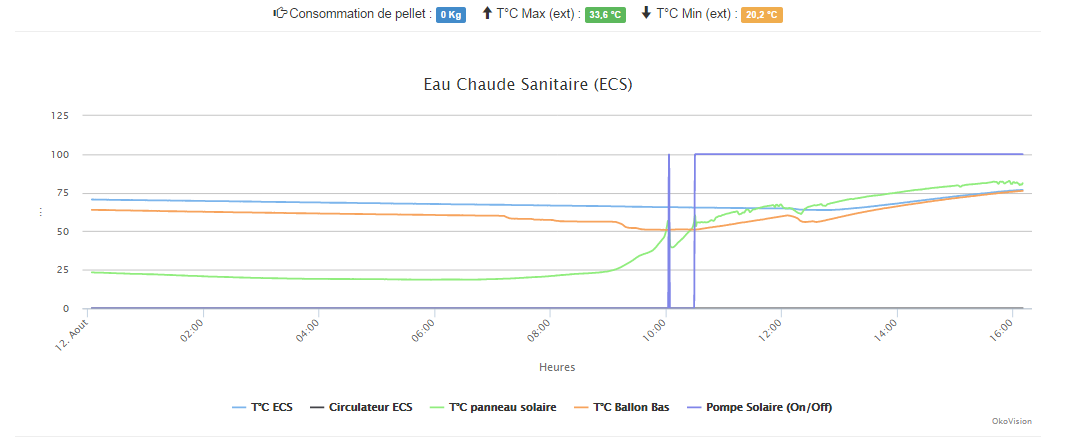 Consommation de pellet : 0 Kg T°C Max (ext) : 33,6 °C T°C Min (ext) : 20,2 °C
Eau Chaude Sanitaire (ECS)
125
100
75
...
50
25
0
12. Aout 02:00 04:00 06:00 08:00 10:00 12:00 14:00 16:00
Heures
T°C ECS Circulateur ECS T°C panneau solaire T°C Ballon Bas Pompe Solaire (On/Off)
OkoVision